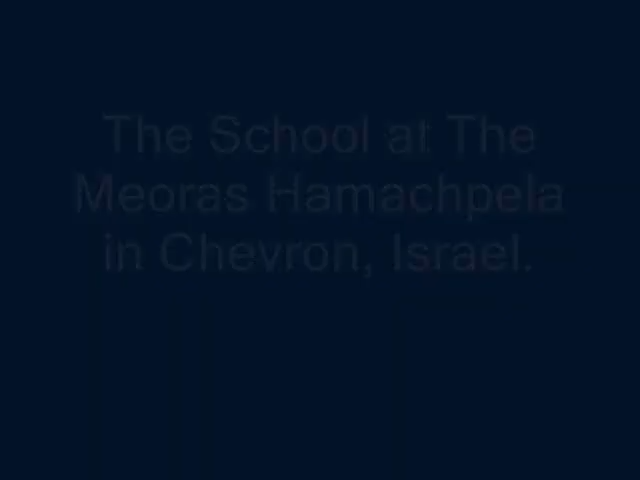 The School at The
Meoras Hamachpela
in Chevron, Israel.